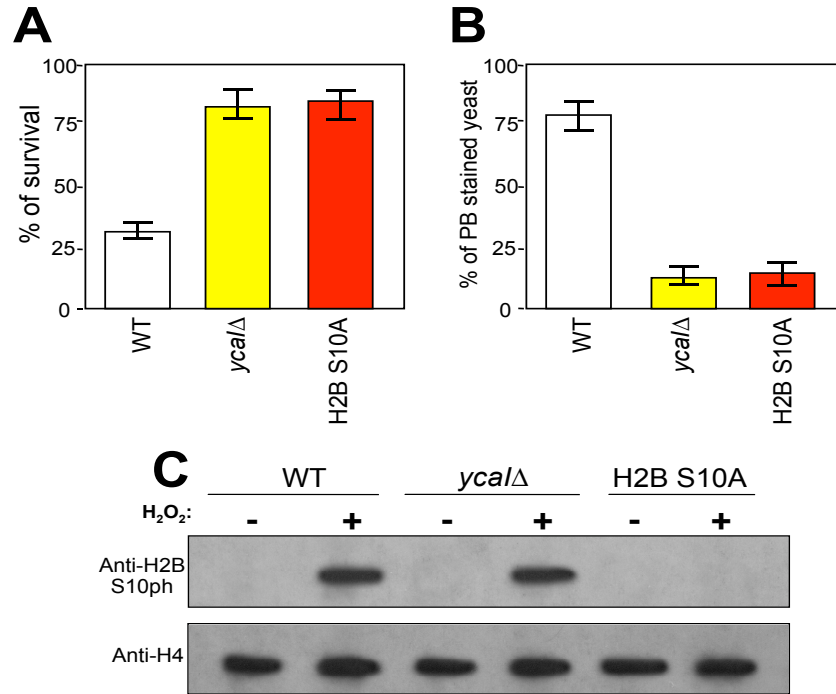 A
% of survival
100
75
50
25
0
WT
ycaIΔ
H2B S10A
B
% of PB stained yeast
100
75
50
25
0
WT
ycaIΔ
H2B S10A
C
WT ycaIΔ H2B S10A
H₂O₂: - + - + - +
Anti-H2B
S10ph
Anti-H4